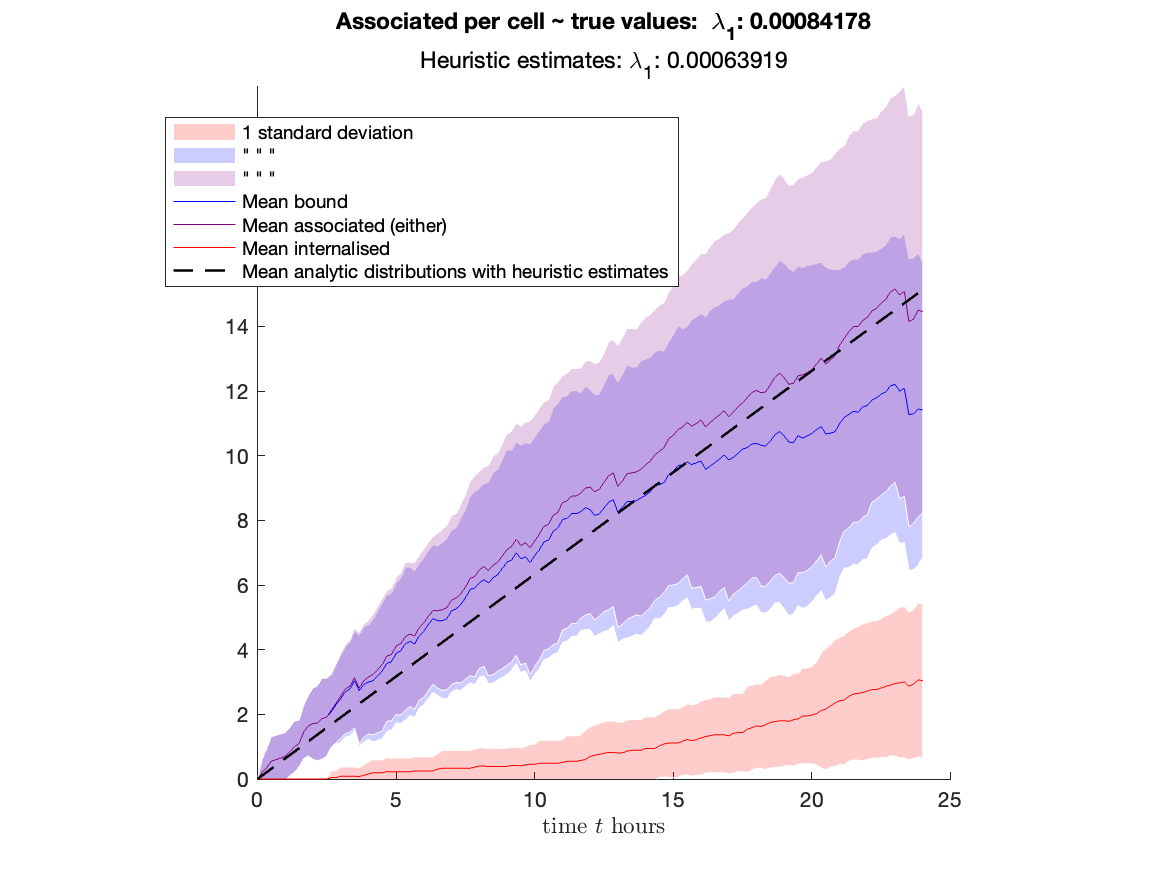 Associated per cell ~ true values: λ1: 0.00084178
Heuristic estimates: λ1: 0.00063919
1 standard deviation
" " "
" " "
Mean bound
Mean associated (either)
Mean internalised
Mean analytic distributions with heuristic estimates
14
12
10
8
6
4
2
0
0 5 10 15 20 25
time t hours